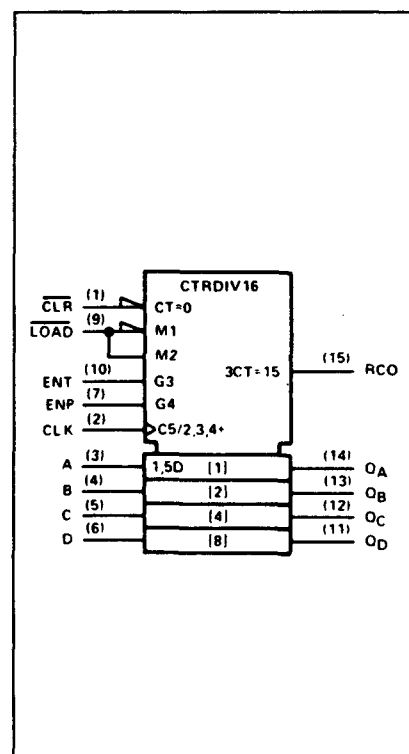 CTRDIV16
CLR (1) CT=0
LOAD (9) M1
M2
ENT (10) G3 3CT=15 (15) RCO
ENP (7) G4
CLK (2) C5/2,3,4+
A (3) 1,5D [1] (14) QA
B (4) [2] (13) QB
C (5) [4] (12) QC
D (6) [8] (11) QD